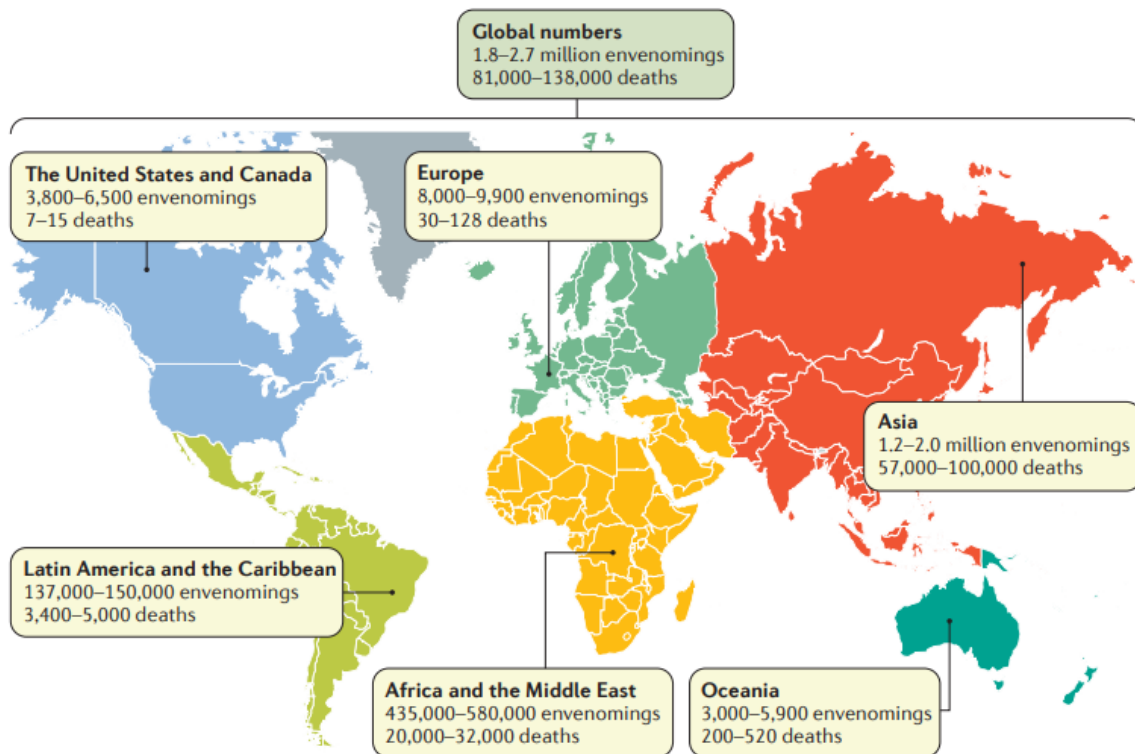 Global numbers
1.8–2.7 million envenomings
81,000–138,000 deaths
The United States and Canada
3,800–6,500 envenomings
7–15 deaths
Europe
8,000–9,900 envenomings
30–128 deaths
Asia
1.2–2.0 million envenomings
57,000–100,000 deaths
Latin America and the Caribbean
137,000–150,000 envenomings
3,400–5,000 deaths
Africa and the Middle East
435,000–580,000 envenomings
20,000–32,000 deaths
Oceania
3,000–5,900 envenomings
200–520 deaths